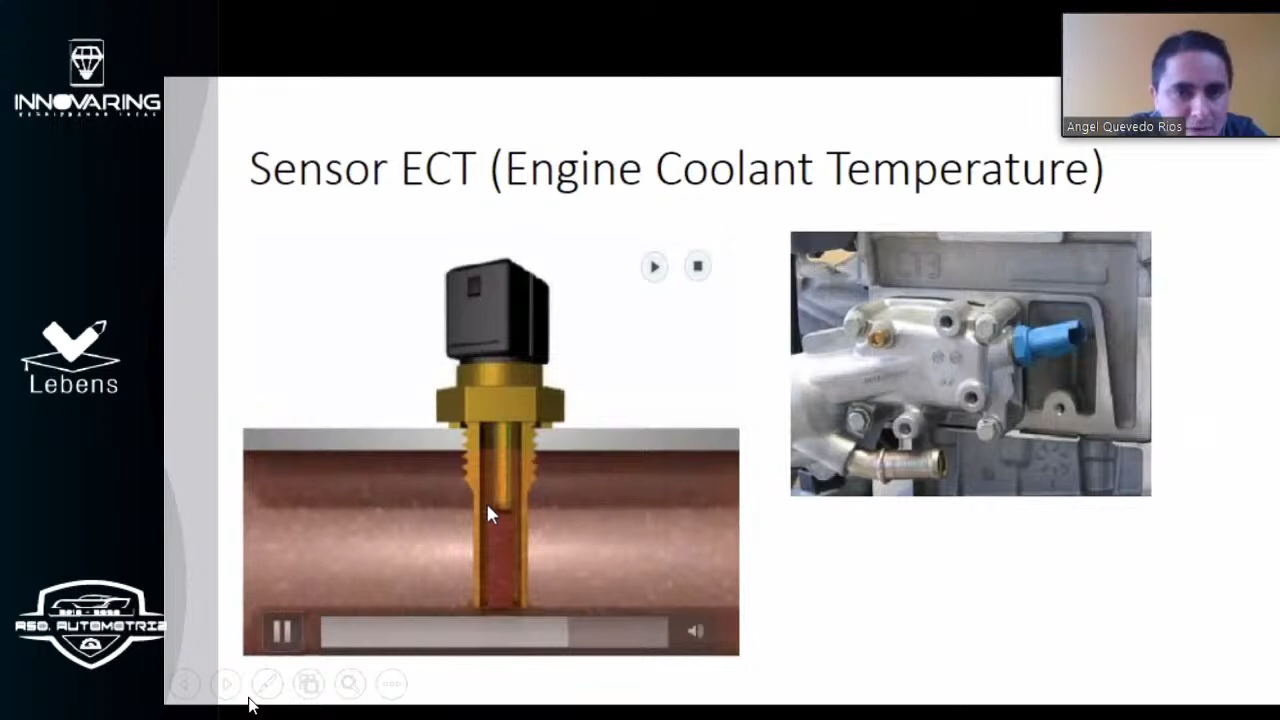 INNOVARING
Angel Quevedo Rios
Sensor ECT (Engine Coolant Temperature)
Lebens
ASO. AUTOMOTRIZ